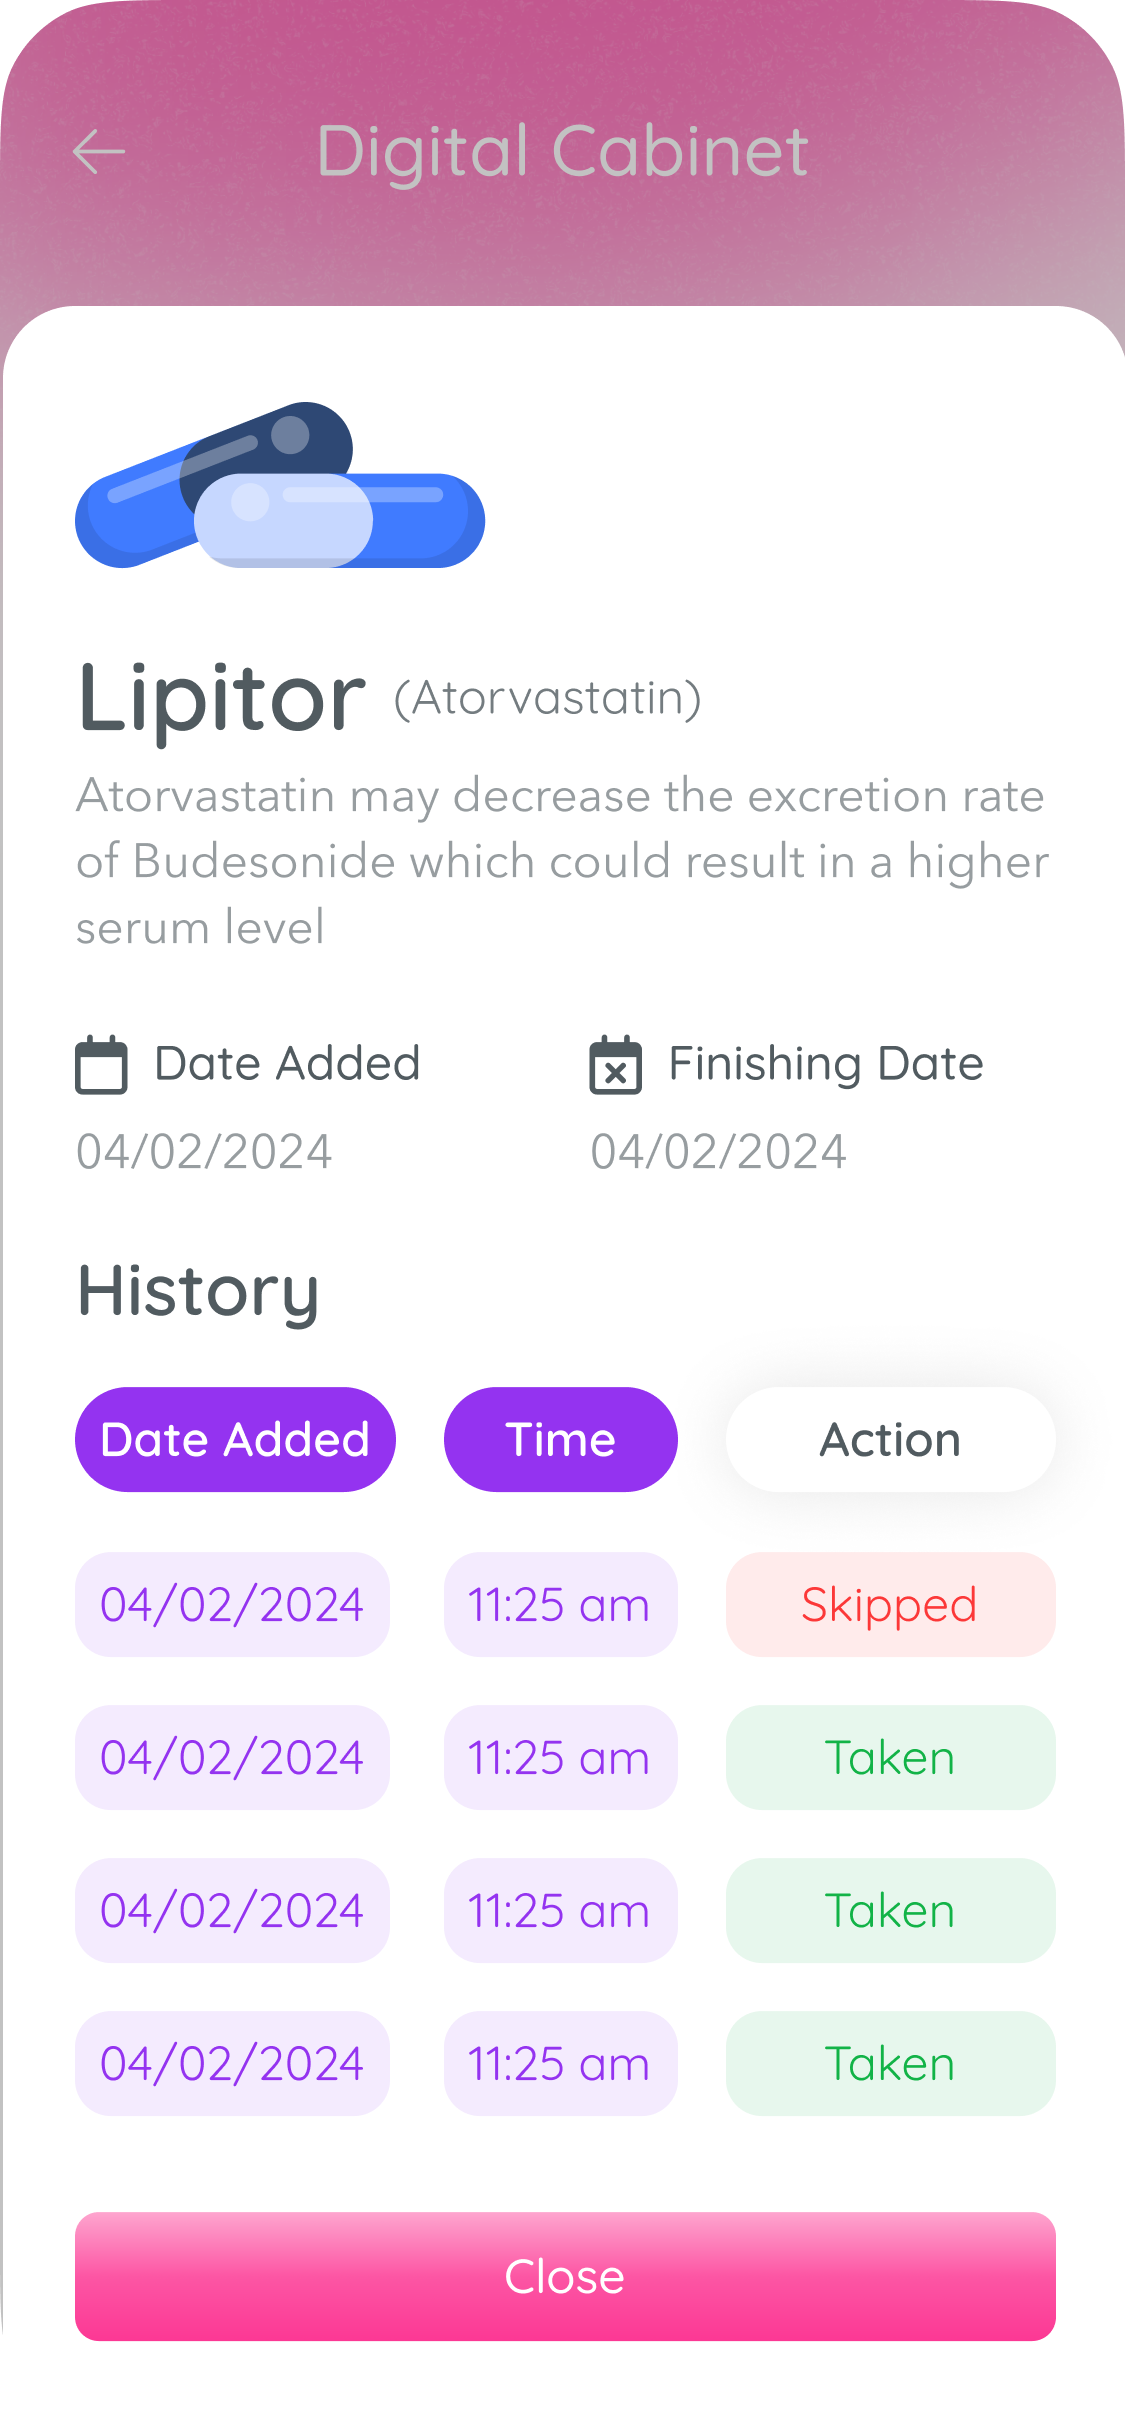 Digital Cabinet
Lipitor (Atorvastatin)
Atorvastatin may decrease the excretion rate
of Budesonide which could result in a higher
serum level
Date Added Finishing Date
04/02/2024 04/02/2024
History
Date Added Time Action
04/02/2024 11:25 am Skipped
04/02/2024 11:25 am Taken
04/02/2024 11:25 am Taken
04/02/2024 11:25 am Taken
Close